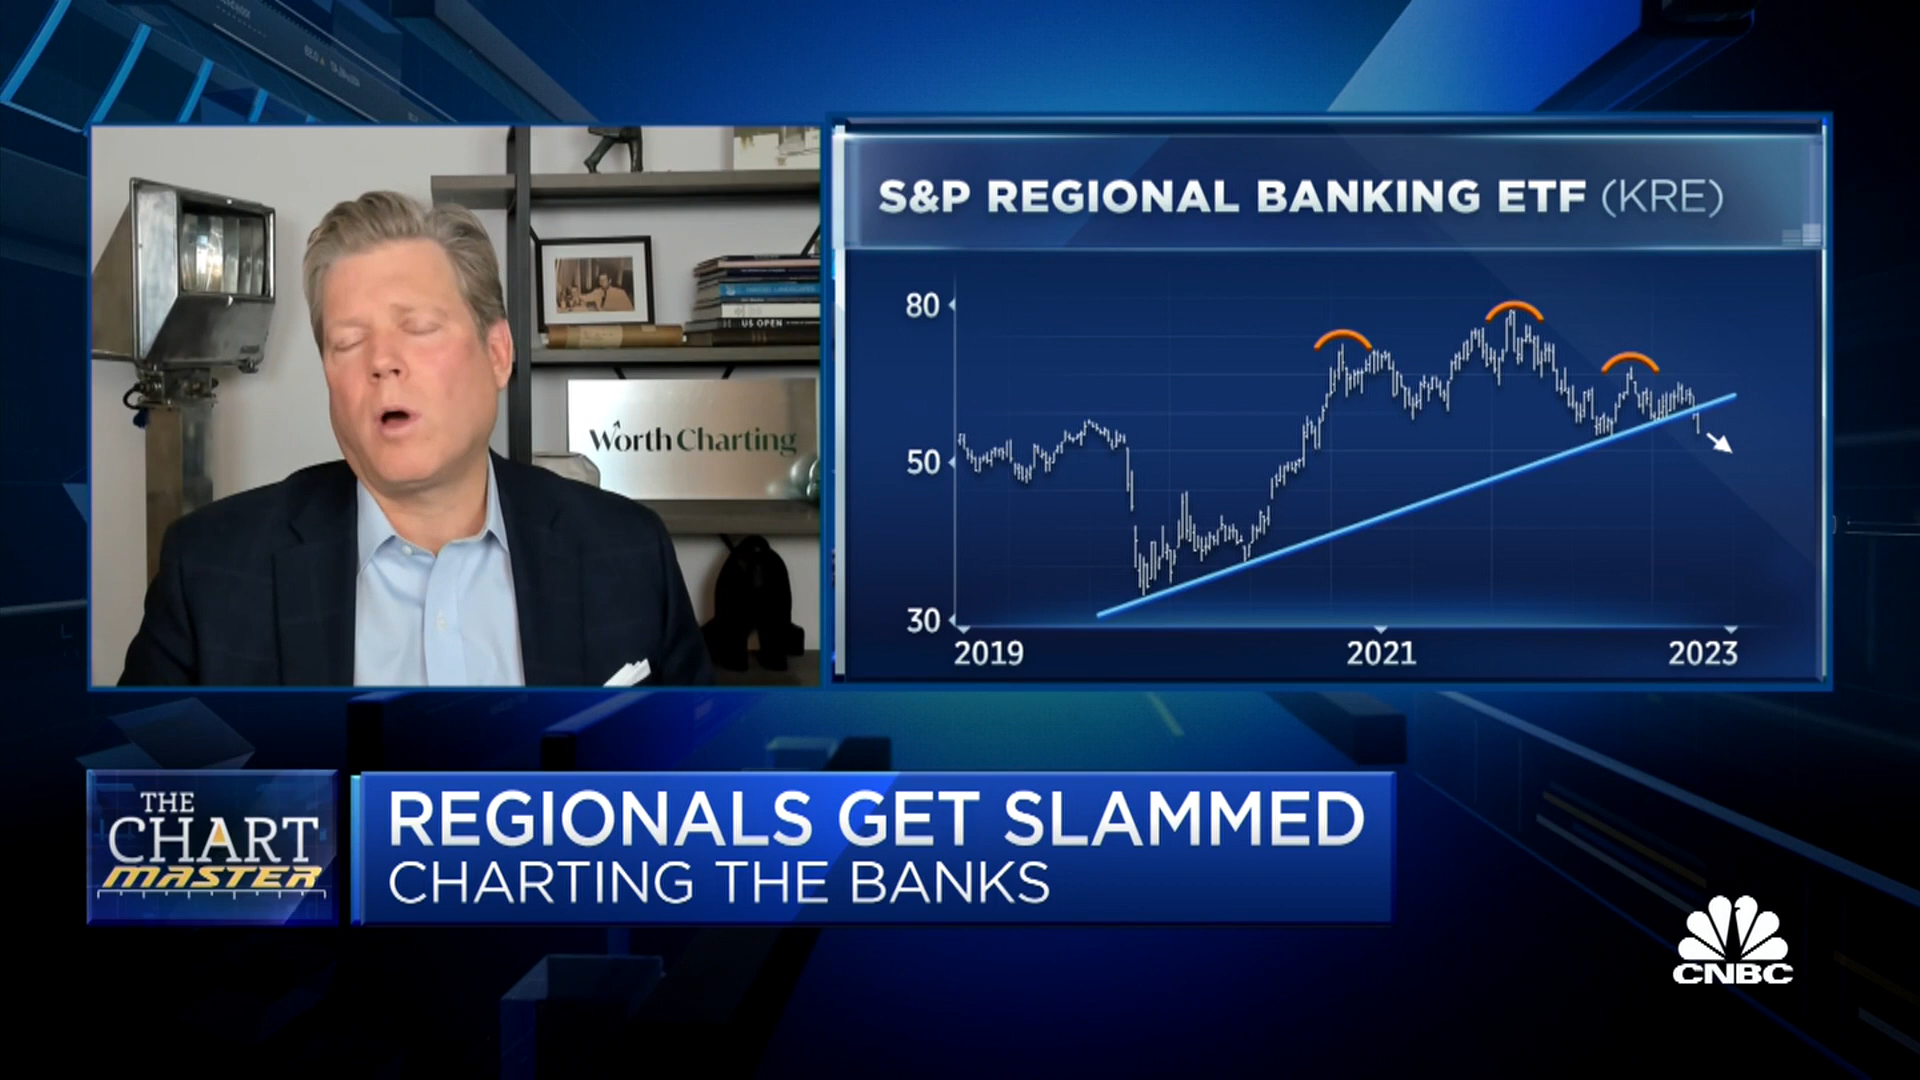 S&P REGIONAL BANKING ETF (KRE)
80
50
30
2019
2021
2023
US OPEN
Worth Charting
THE
CHART
MASTER
REGIONALS GET SLAMMED
CHARTING THE BANKS
CNBC